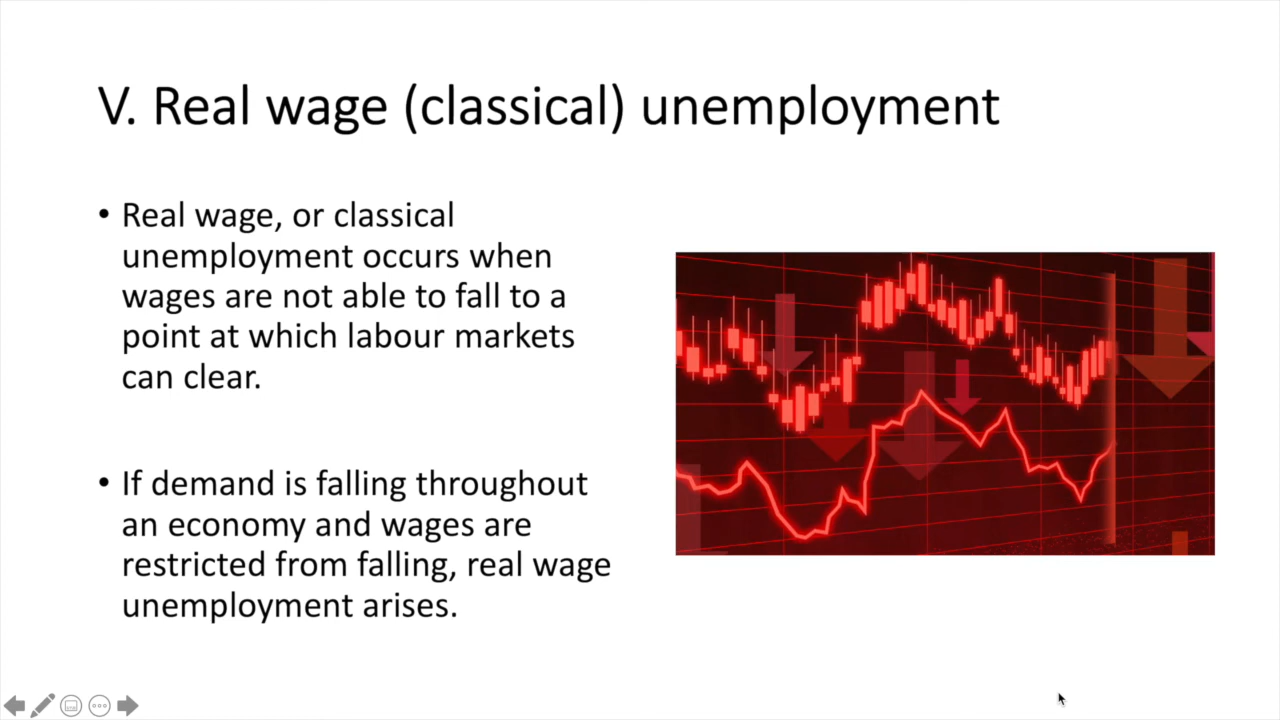 V. Real wage (classical) unemployment
• Real wage, or classical
unemployment occurs when
wages are not able to fall to a
point at which labour markets
can clear.
• If demand is falling throughout
an economy and wages are
restricted from falling, real wage
unemployment arises.